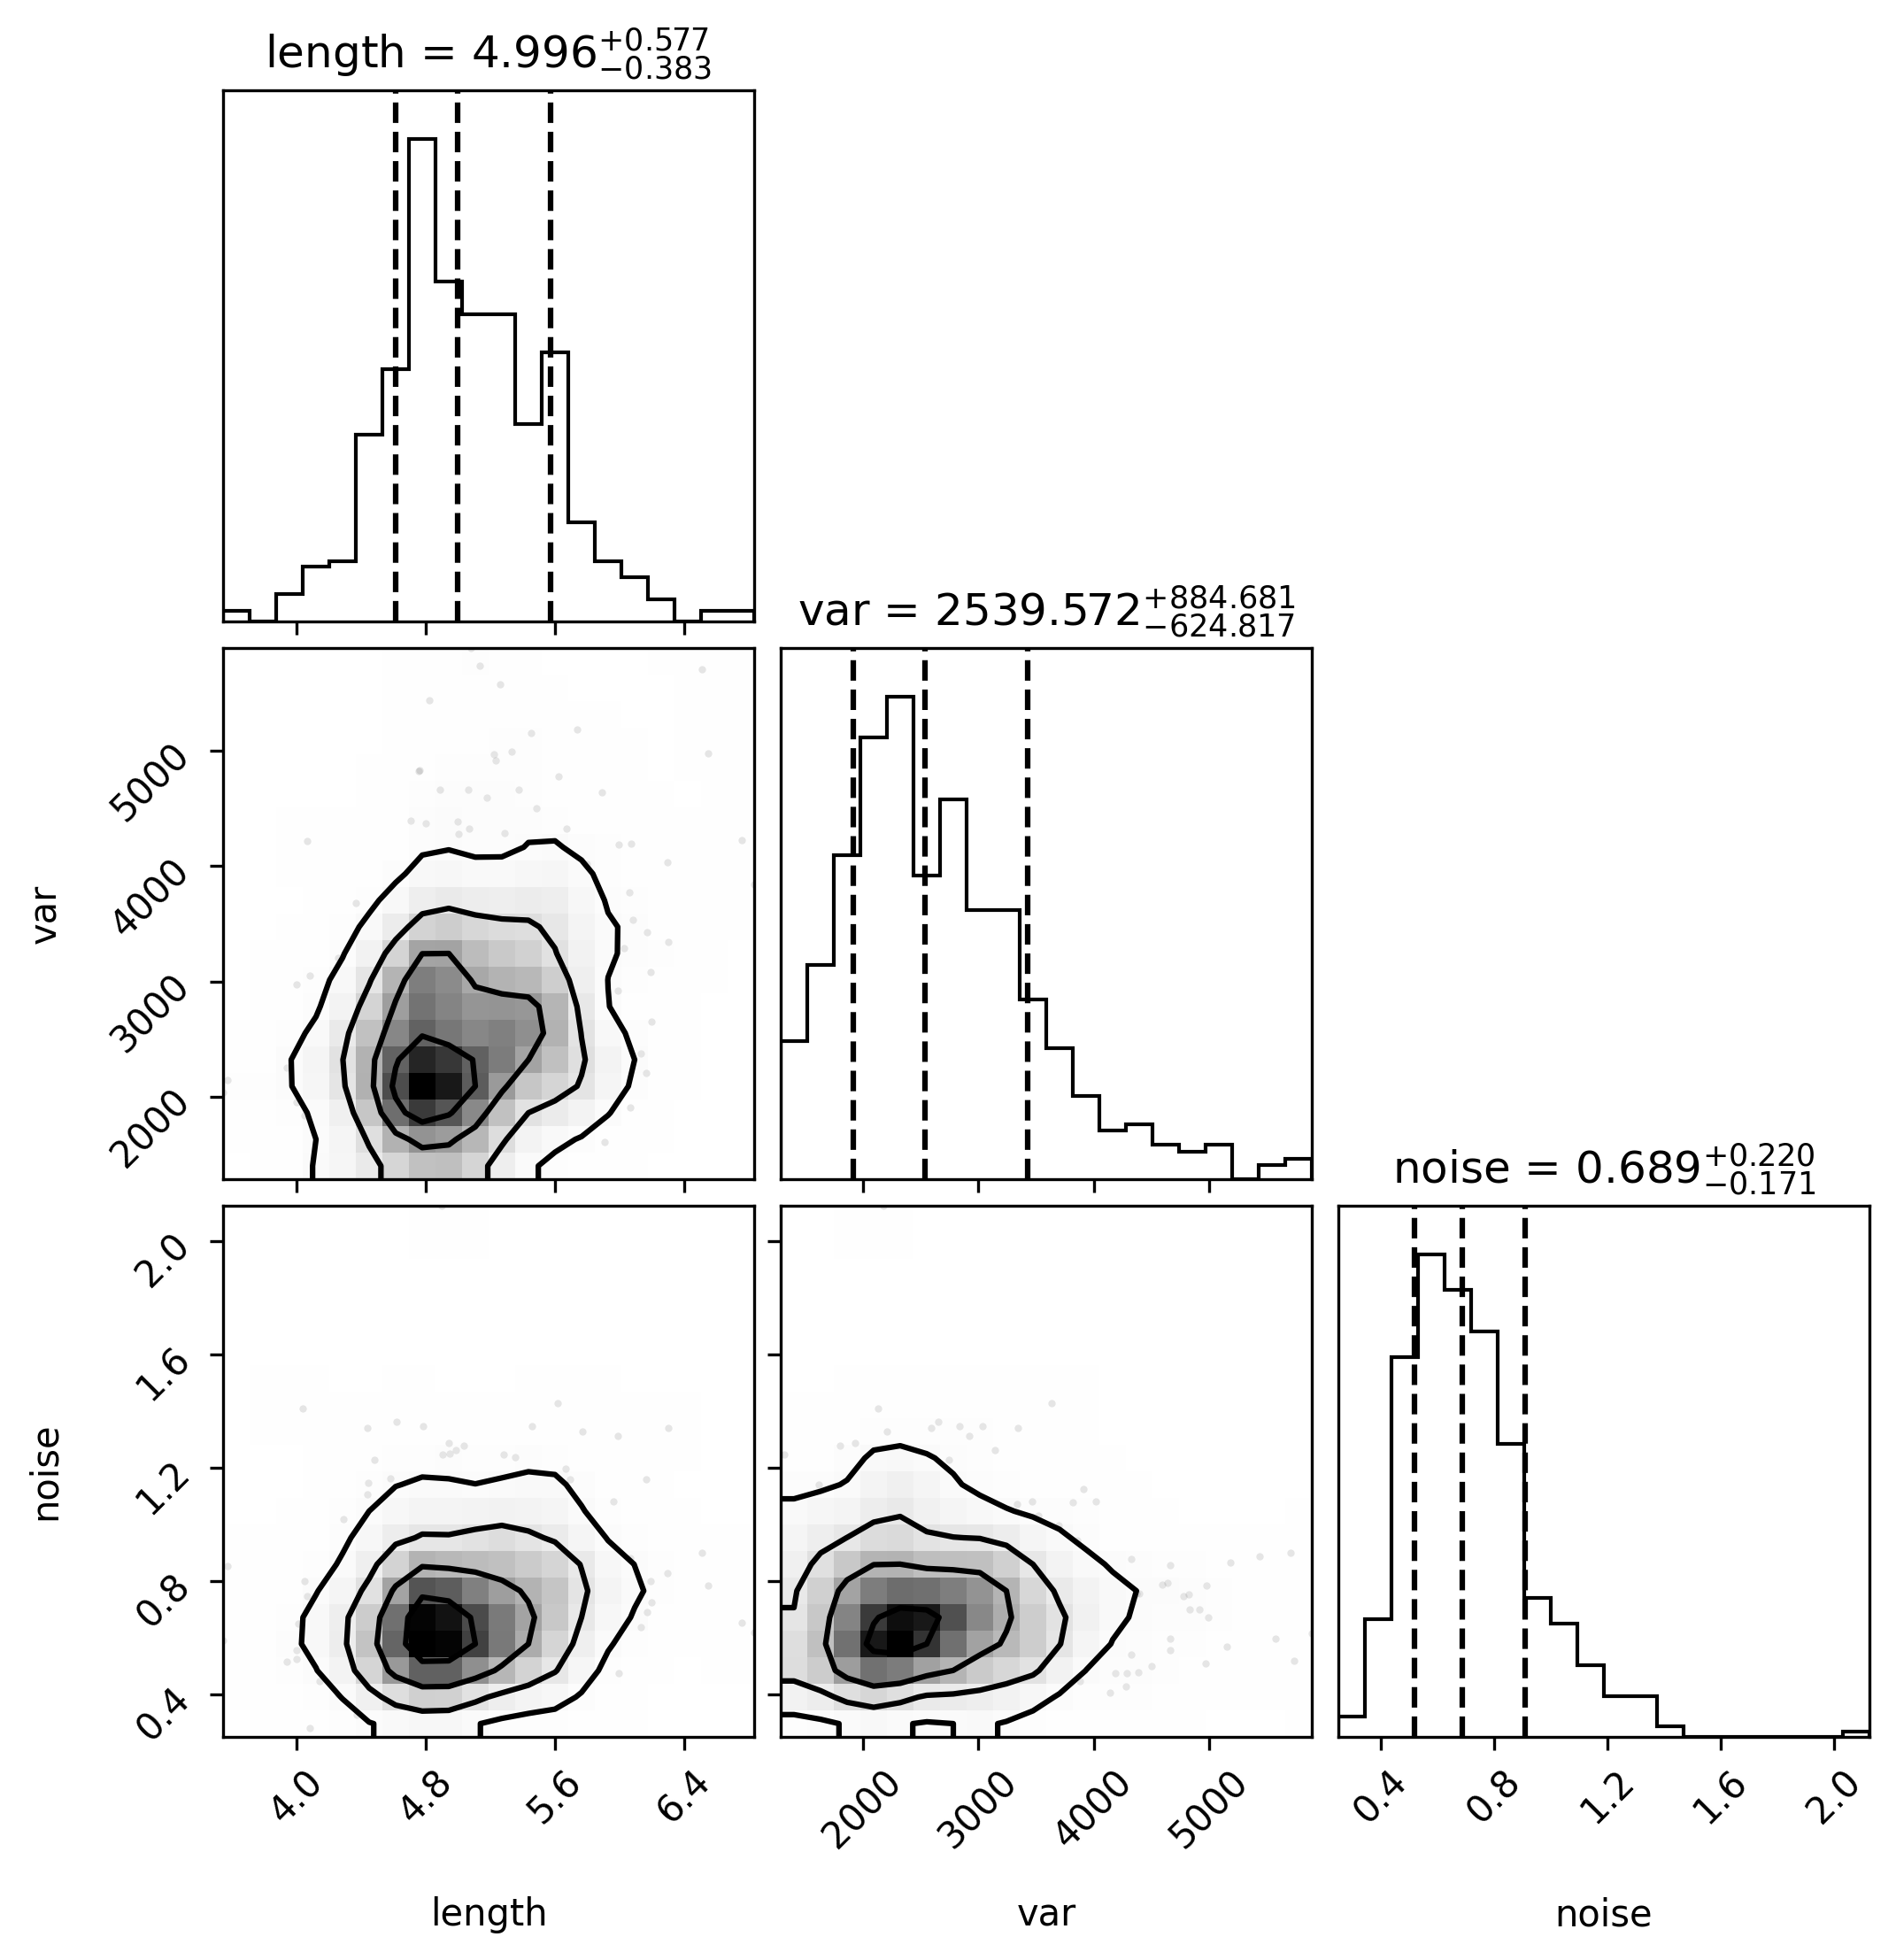 length = 4.996 +0.577 −0.383
var = 2539.572 +884.681 −624.817
5000
4000
3000
2000
var
noise = 0.689 +0.220 −0.171
2.0
1.6
1.2
0.8
0.4
noise
4.0 4.8 5.6 6.4
2000 3000 4000 5000
0.4 0.8 1.2 1.6 2.0
length
var
noise